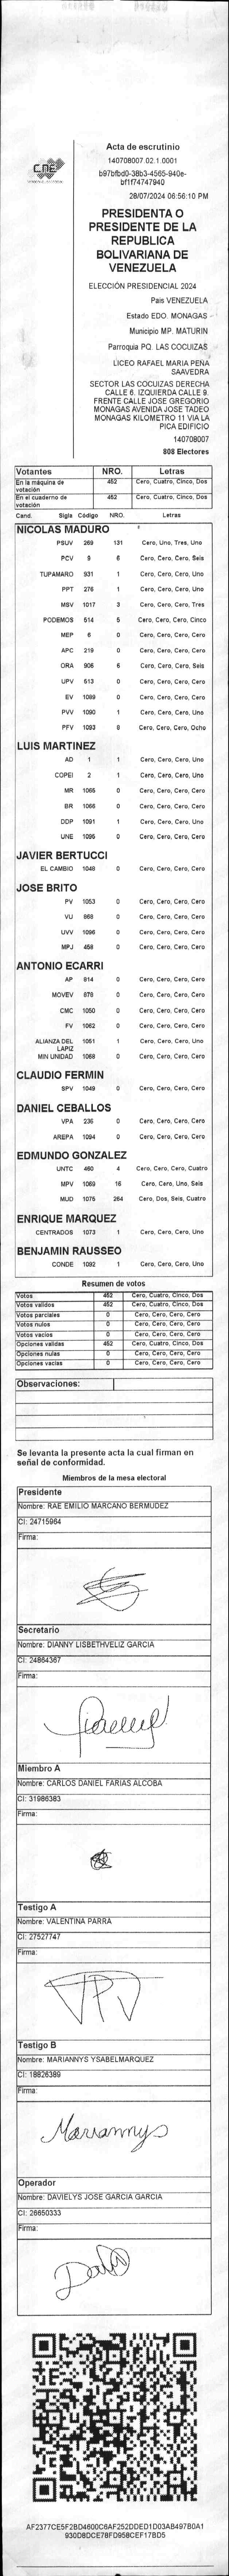 CNE
Acta de escrutinio
140708007.02.1.0001
b97bfbd0-38b3-4565-940e-
bf1f74747940
28/07/2024 06:56:10 PM
PRESIDENTA O
PRESIDENTE DE LA
REPUBLICA
BOLIVARIANA DE
VENEZUELA
ELECCIÓN PRESIDENCIAL 2024
Pais VENEZUELA
Estado EDO. MONAGAS
Municipio MP. MATURIN
Parroquia PQ. LAS COCUIZAS
LICEO RAFAEL MARIA PEÑA
SAAVEDRA
SECTOR LAS COCUIZAS DERECHA
CALLE 6. IZQUIERDA CALLE 9.
FRENTE CALLE JOSE GREGORIO
MONAGAS AVENIDA JOSE TADEO
MONAGAS KILOMETRO 11 VIA LA
PICA EDIFICIO
140708007
808 Electores
Votantes NRO. Letras
En la máquina de votación 452 Cero, Cuatro, Cinco, Dos
En el cuaderno de votación 452 Cero, Cuatro, Cinco, Dos
Cand. Sigla Código NRO. Letras
NICOLAS MADURO
PSUV 269 131 Cero, Uno, Tres, Uno
PCV 9 6 Cero, Cero, Cero, Seis
TUPAMARO 931 1 Cero, Cero, Cero, Uno
PPT 276 1 Cero, Cero, Cero, Uno
MSV 1017 3 Cero, Cero, Cero, Tres
PODEMOS 514 5 Cero, Cero, Cero, Cinco
MEP 6 0 Cero, Cero, Cero, Cero
APC 219 0 Cero, Cero, Cero, Cero
ORA 906 6 Cero, Cero, Cero, Seis
UPV 513 0 Cero, Cero, Cero, Cero
EV 1089 0 Cero, Cero, Cero, Cero
PVV 1090 1 Cero, Cero, Cero, Uno
PFV 1093 8 Cero, Cero, Cero, Ocho
LUIS MARTINEZ
AD 1 1 Cero, Cero, Cero, Uno
COPEI 2 1 Cero, Cero, Cero, Uno
MR 1065 0 Cero, Cero, Cero, Cero
BR 1066 0 Cero, Cero, Cero, Cero
DDP 1091 1 Cero, Cero, Cero, Uno
UNE 1095 0 Cero, Cero, Cero, Cero
JAVIER BERTUCCI
EL CAMBIO 1048 0 Cero, Cero, Cero, Cero
JOSE BRITO
PV 1053 0 Cero, Cero, Cero, Cero
VU 868 0 Cero, Cero, Cero, Cero
UVV 1096 0 Cero, Cero, Cero, Cero
MPJ 458 0 Cero, Cero, Cero, Cero
ANTONIO ECARRI
AP 814 0 Cero, Cero, Cero, Cero
MOVEV 878 0 Cero, Cero, Cero, Cero
CMC 1050 0 Cero, Cero, Cero, Cero
FV 1062 0 Cero, Cero, Cero, Cero
ALIANZA DEL LAPIZ 1051 1 Cero, Cero, Cero, Uno
MIN UNIDAD 1068 0 Cero, Cero, Cero, Cero
CLAUDIO FERMIN
SPV 1049 0 Cero, Cero, Cero, Cero
DANIEL CEBALLOS
VPA 236 0 Cero, Cero, Cero, Cero
AREPA 1094 0 Cero, Cero, Cero, Cero
EDMUNDO GONZALEZ
UNTC 460 4 Cero, Cero, Cero, Cuatro
MPV 1069 16 Cero, Cero, Uno, Seis
MUD 1075 264 Cero, Dos, Seis, Cuatro
ENRIQUE MARQUEZ
CENTRADOS 1073 1 Cero, Cero, Cero, Uno
BENJAMIN RAUSSEO
CONDE 1092 1 Cero, Cero, Cero, Uno
Resumen de votos
Votos 452 Cero, Cuatro, Cinco, Dos
Votos validos 452 Cero, Cuatro, Cinco, Dos
Votos parciales 0 Cero, Cero, Cero, Cero
Votos nulos 0 Cero, Cero, Cero, Cero
Votos vacios 0 Cero, Cero, Cero, Cero
Opciones validas 452 Cero, Cuatro, Cinco, Dos
Opciones nulas 0 Cero, Cero, Cero, Cero
Opciones vacias 0 Cero, Cero, Cero, Cero
Observaciones:
Se levanta la presente acta la cual firman en
señal de conformidad.
Miembros de la mesa electoral
Presidente
Nombre: RAE EMILIO MARCANO BERMUDEZ
CI: 24715964
Firma:
Secretario
Nombre: DIANNY LISBETHVELIZ GARCIA
CI: 24864367
Firma:
Miembro A
Nombre: CARLOS DANIEL FARIAS ALCOBA
CI: 31986383
Firma:
Testigo A
Nombre: VALENTINA PARRA
CI: 27527747
Firma:
Testigo B
Nombre: MARIANNYS YSABELMARQUEZ
CI: 18826389
Firma:
Mariannys
Operador
Nombre: DAVIELYS JOSE GARCIA GARCIA
CI: 26650333
Firma:
AF2377CE5F2BD4600C6AF252DDED1D03AB497B0A1
930D8DCE78FD958CEF17BD5